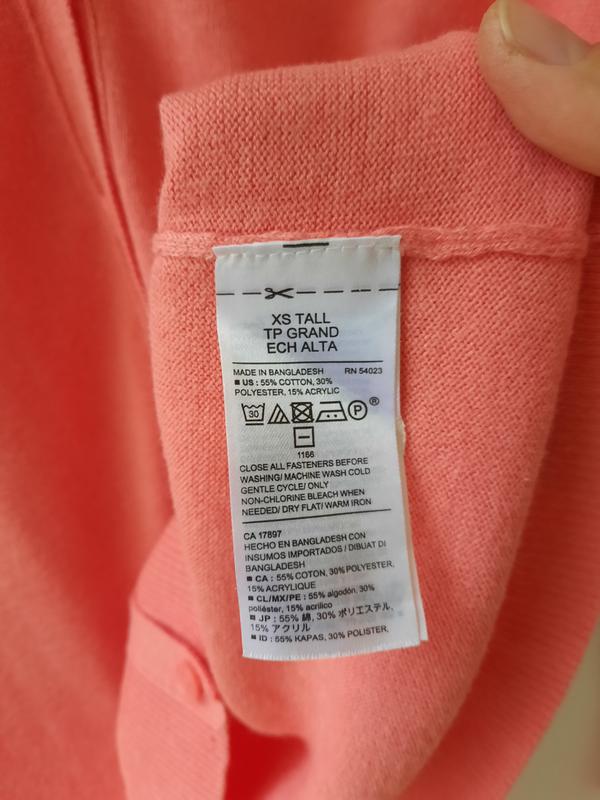 XS TALL
TP GRAND
ECH ALTA
MADE IN BANGLADESH RN 54023
■ US : 55% COTTON, 30%
POLYESTER, 15% ACRYLIC
30 P ®
1166
CLOSE ALL FASTENERS BEFORE
WASHING/ MACHINE WASH COLD
GENTLE CYCLE/ ONLY
NON-CHLORINE BLEACH WHEN
NEEDED/ DRY FLAT/ WARM IRON
CA 17897
HECHO EN BANGLADESH CON
INSUMOS IMPORTADOS / DIBUAT DI
BANGLADESH
■ CA : 55% COTON, 30% POLYESTER,
15% ACRYLIQUE
■ CL/MX/PE : 55% algodón, 30%
poliéster, 15% acrílico
■ JP : 55% 綿, 30% ポリエステル,
15% アクリル
■ ID : 55% KAPAS, 30% POLISTER,